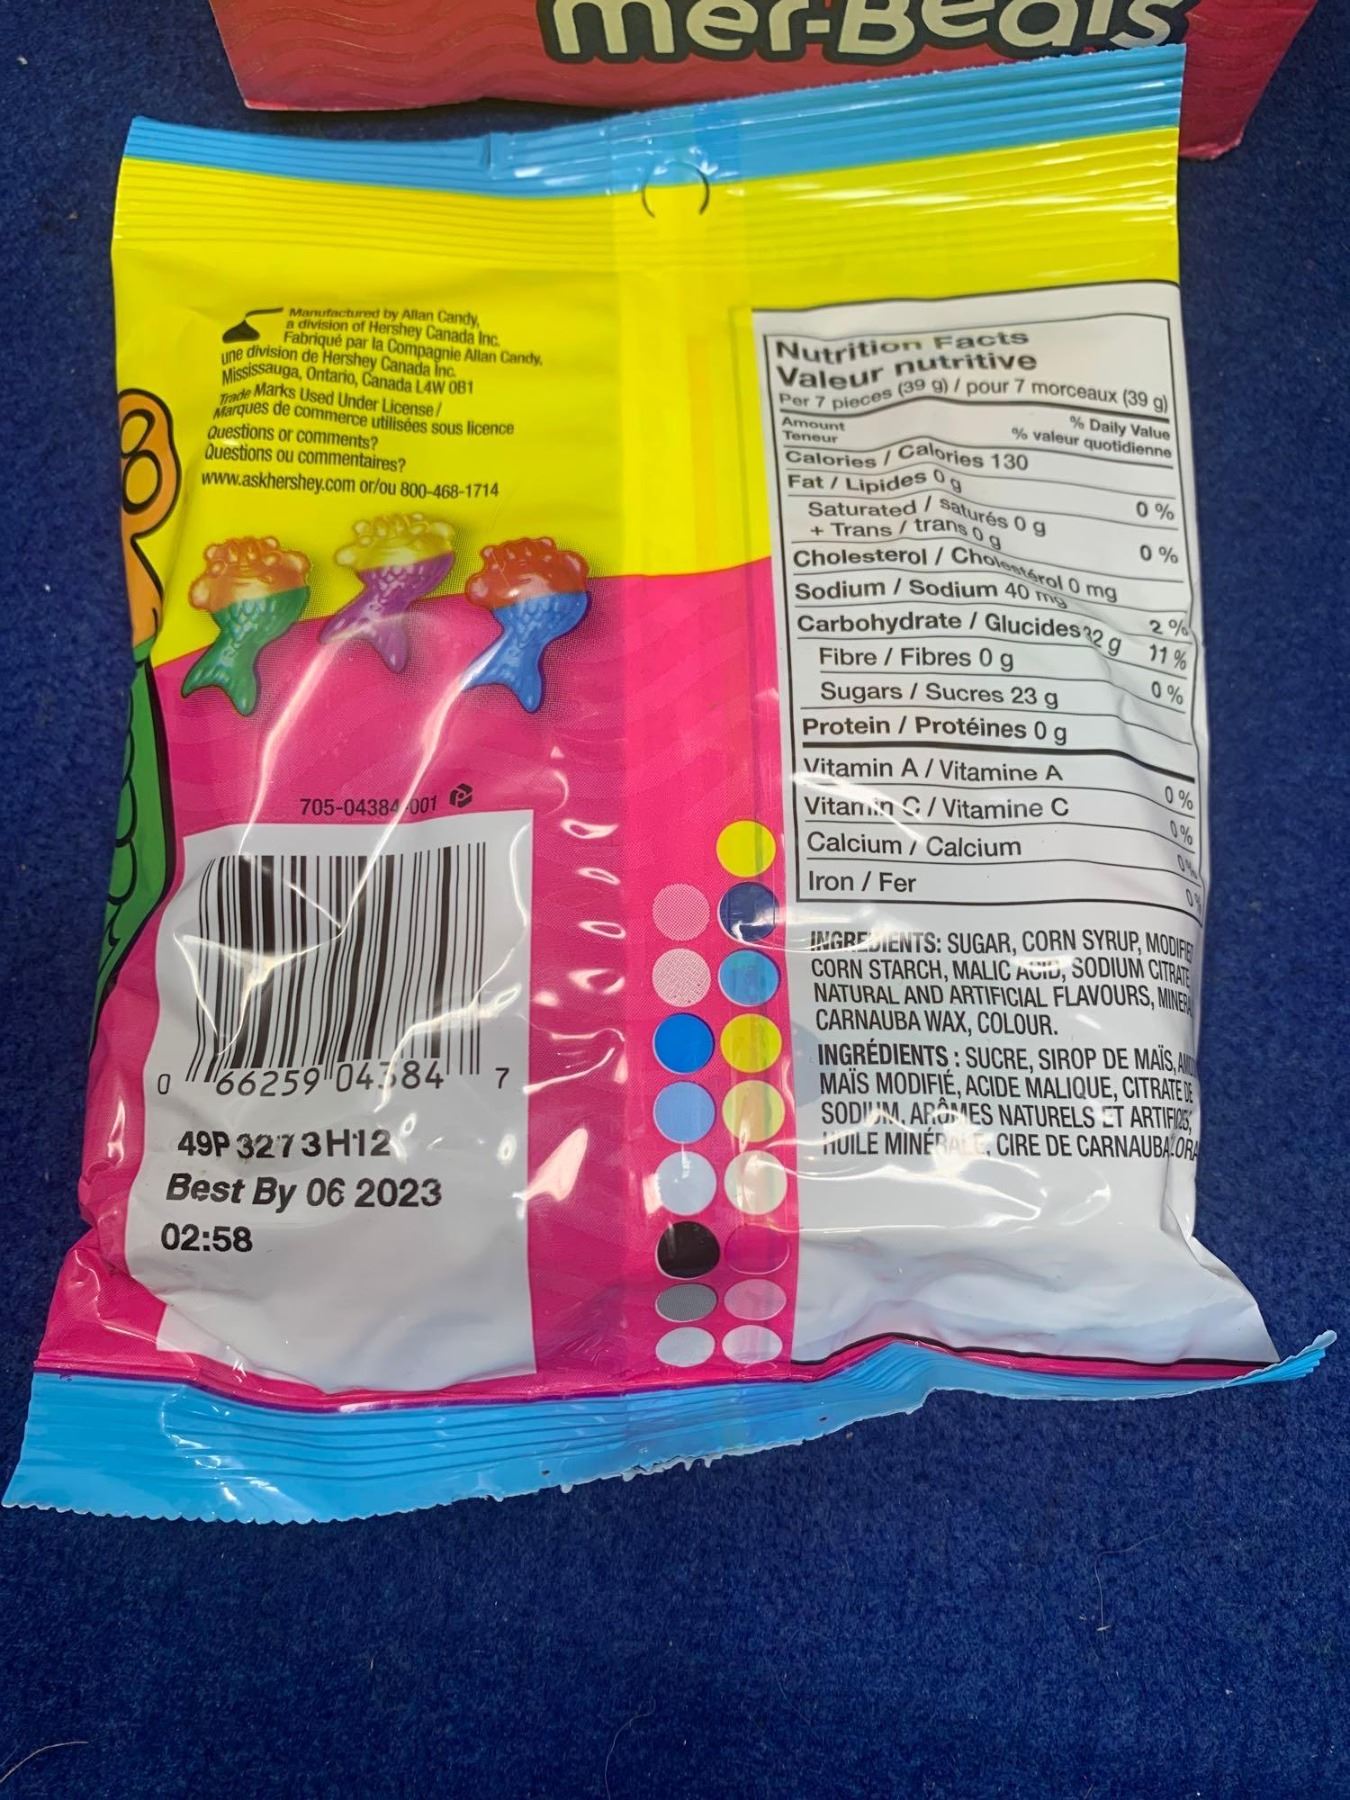 mer-Bears
Manufactured by Allan Candy,
a division of Hershey Canada Inc.
Fabriqué par la Compagnie Allan Candy,
une division de Hershey Canada Inc.
Mississauga, Ontario, Canada L4W 0B1
Trade Marks Used Under License /
Marques de commerce utilisées sous licence
Questions or comments?
Questions ou commentaires?
www.askhershey.com or/ou 800-468-1714
705-04384-001
0 66259 04384 7
49P 3273H12
Best By 06 2023
02:58
Nutrition Facts
Valeur nutritive
Per 7 pieces (39 g) / pour 7 morceaux (39 g)
Amount % Daily Value
Teneur % valeur quotidienne
Calories / Calories 130
Fat / Lipides 0 g 0 %
Saturated / saturés 0 g
+ Trans / trans 0 g 0 %
Cholesterol / Cholestérol 0 mg
Sodium / Sodium 40 mg 2 %
Carbohydrate / Glucides 32 g 11 %
Fibre / Fibres 0 g 0 %
Sugars / Sucres 23 g
Protein / Protéines 0 g
Vitamin A / Vitamine A 0 %
Vitamin C / Vitamine C 0 %
Calcium / Calcium 0 %
Iron / Fer 0 %
INGREDIENTS: SUGAR, CORN SYRUP, MODIFIED
CORN STARCH, MALIC ACID, SODIUM CITRATE
NATURAL AND ARTIFICIAL FLAVOURS,
CARNAUBA WAX, COLOUR.
INGRÉDIENTS : SUCRE, SIROP DE MAÏS,
MAÏS MODIFIÉ, ACIDE MALIQUE, CITRATE DE
SODIUM, ARÔMES NATURELS ET
HUILE MINÉRALE, CIRE DE CARNAUBA,